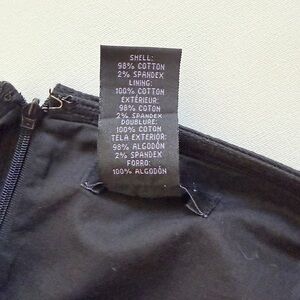 SHELL:
98% COTTON
2% SPANDEX
LINING:
100% COTTON
EXTÉRIEUR:
98% COTON
2% SPANDEX
DOUBLURE:
100% COTON
TELA EXTERIOR:
98% ALGODÓN
2% SPANDEX
FORRO:
100% ALGODÓN